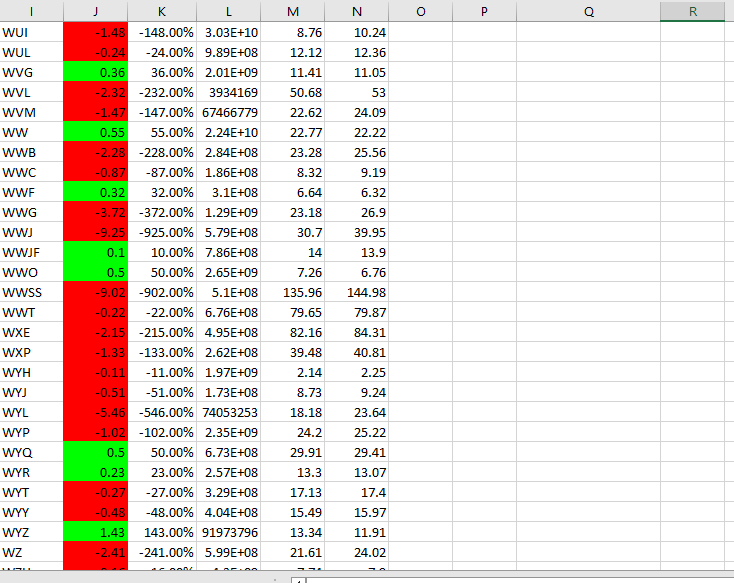 I J K L M N O P Q R
WUI -1.48 -148.00% 3.03E+10 8.76 10.24
WUL -0.24 -24.00% 9.89E+08 12.12 12.36
WVG 0.36 36.00% 2.01E+09 11.41 11.05
WVL -2.32 -232.00% 3934169 50.68 53
WVM -1.47 -147.00% 67466779 22.62 24.09
WW 0.55 55.00% 2.24E+10 22.77 22.22
WWB -2.28 -228.00% 2.84E+08 23.28 25.56
WWC -0.87 -87.00% 1.86E+08 8.32 9.19
WWF 0.32 32.00% 3.1E+08 6.64 6.32
WWG -3.72 -372.00% 1.29E+09 23.18 26.9
WWJ -9.25 -925.00% 5.79E+08 30.7 39.95
WWJF 0.1 10.00% 7.86E+08 14 13.9
WWO 0.5 50.00% 2.65E+09 7.26 6.76
WWSS -9.02 -902.00% 5.1E+08 135.96 144.98
WWT -0.22 -22.00% 6.76E+08 79.65 79.87
WXE -2.15 -215.00% 4.95E+08 82.16 84.31
WXP -1.33 -133.00% 2.62E+08 39.48 40.81
WYH -0.11 -11.00% 1.97E+09 2.14 2.25
WYJ -0.51 -51.00% 1.73E+08 8.73 9.24
WYL -5.46 -546.00% 74053253 18.18 23.64
WYP -1.02 -102.00% 2.35E+09 24.2 25.22
WYQ 0.5 50.00% 6.73E+08 29.91 29.41
WYR 0.23 23.00% 2.57E+08 13.3 13.07
WYT -0.27 -27.00% 3.29E+08 17.13 17.4
WYY -0.48 -48.00% 4.04E+08 15.49 15.97
WYZ 1.43 143.00% 91973796 13.34 11.91
WZ -2.41 -241.00% 5.99E+08 21.61 24.02